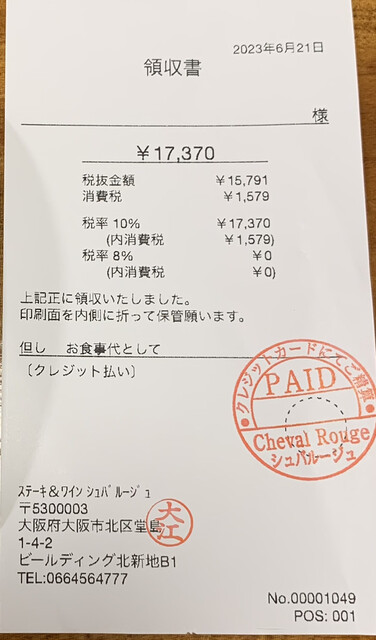 2023年6月21日
領収書
様
￥17,370
税抜金額 ￥15,791
消費税 ￥1,579
税率 10% ￥17,370
(内消費税 ￥1,579)
税率 8% ￥0
(内消費税 ￥0)
上記正に領収いたしました。
印刷面を内側に折って保管願います。
但し お食事代として
〔クレジット払い〕
クレジットカードにてご精算
PAID
Cheval Rouge
シュバルージュ
ｽﾃｰｷ＆ﾜｲﾝ ｼｭﾊﾞﾙｰｼﾞｭ
〒5300003
大阪府大阪市北区堂島
大江
1-4-2
ビールディング北新地B1
TEL:0664564777
No.00001049
POS: 001